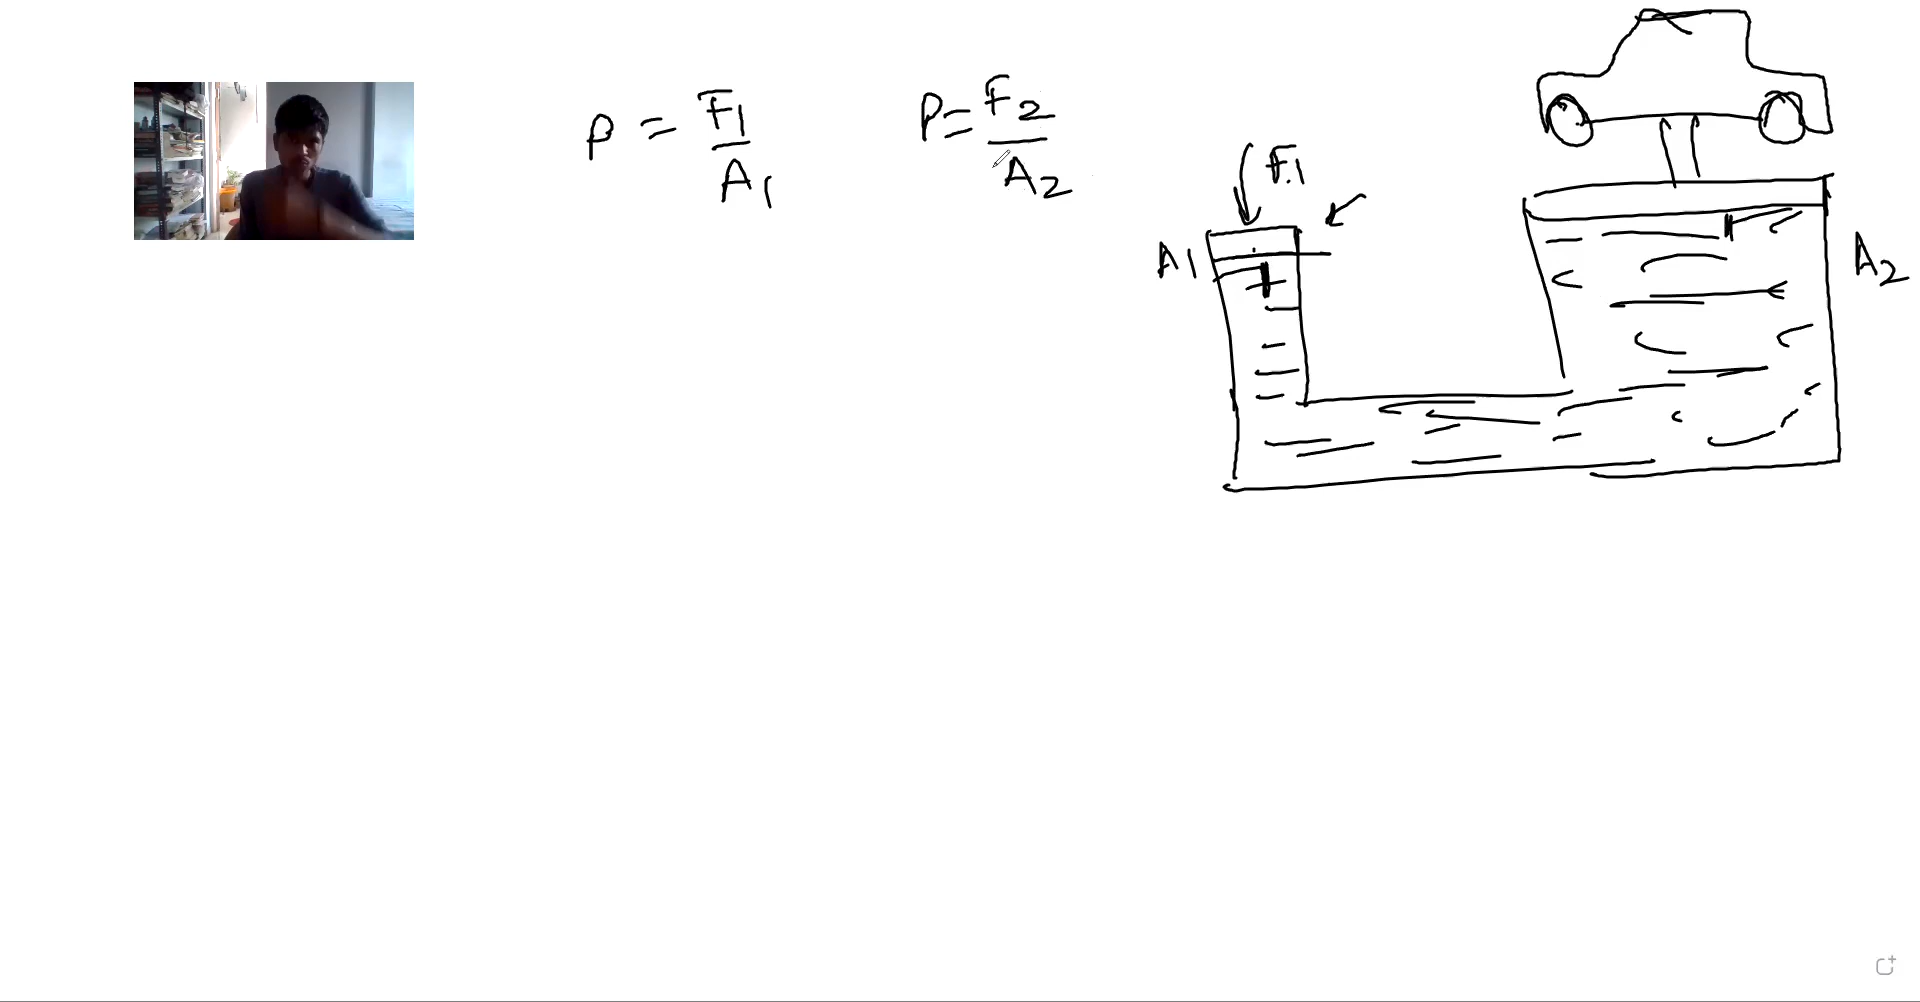 P = F1/A1
P = F2/A2
F1
A1
A2